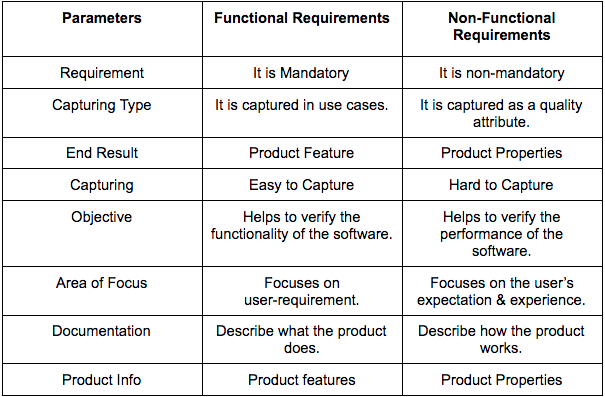 Parameters Functional Requirements Non-Functional
Requirements
Requirement It is Mandatory It is non-mandatory
Capturing Type It is captured in use cases. It is captured as a quality
attribute.
End Result Product Feature Product Properties
Capturing Easy to Capture Hard to Capture
Objective Helps to verify the Helps to verify the
functionality of the software. performance of the
software.
Area of Focus Focuses on Focuses on the user’s
user-requirement. expectation & experience.
Documentation Describe what the product Describe how the product
does. works.
Product Info Product features Product Properties